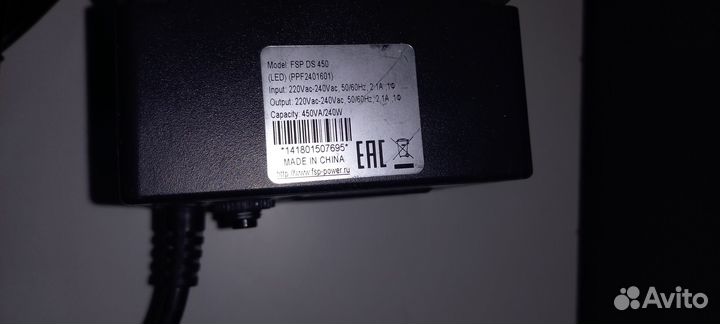 Model: FSP DS 450
(LED) (PPF2401601)
Input: 220Vac-240Vac, 50/60Hz, 2.1A ,1Φ
Output: 220Vac-240Vac, 50/60Hz, 2,1A ,1Φ
Capacity: 450VA/240W
*141801507695*
MADE IN CHINA
http://www.fsp-power.ru
EAC
Avito